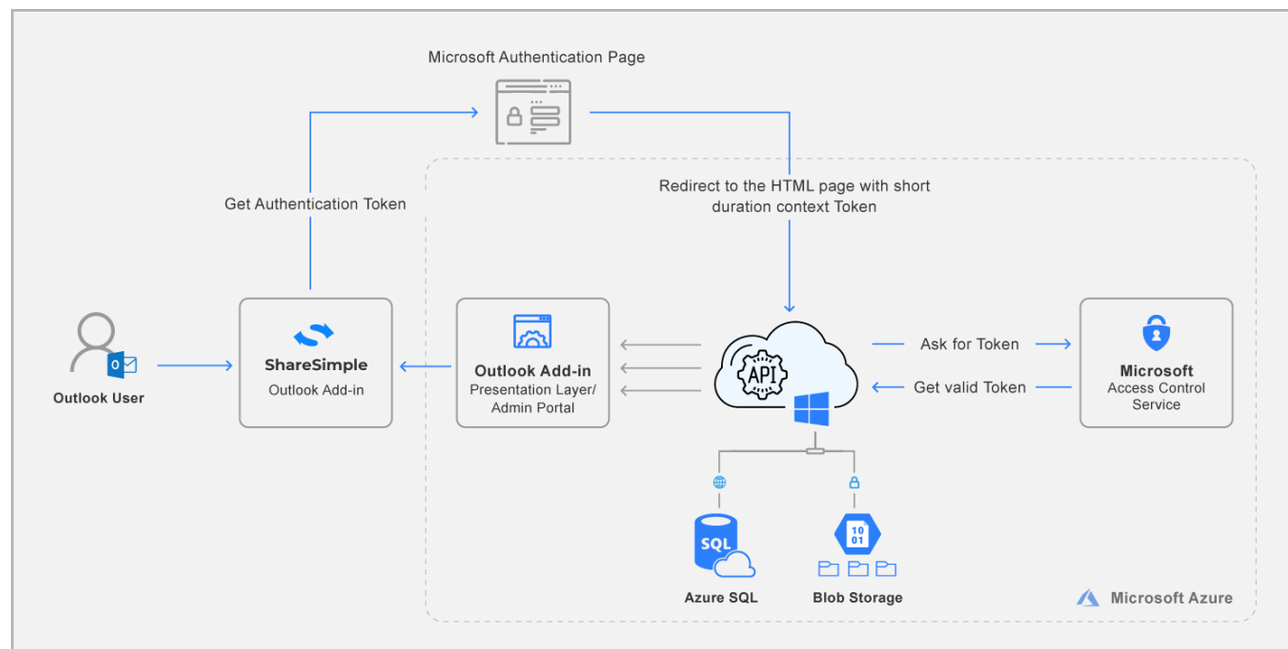 Microsoft Authentication Page
Redirect to the HTML page with short
duration context Token
Get Authentication Token
O
Outlook User
ShareSimple
Outlook Add-in
Outlook Add-in
Presentation Layer/
Admin Portal
API
Ask for Token
Get valid Token
Microsoft
Access Control
Service
SQL
Azure SQL
10
01
Blob Storage
Microsoft Azure